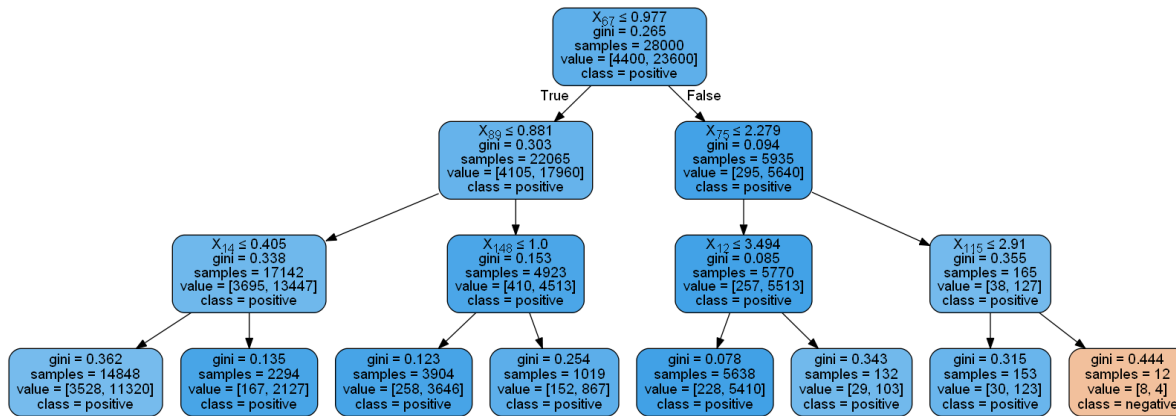 X67 ≤ 0.977
gini = 0.265
samples = 28000
value = [4400, 23600]
class = positive
True
False
X89 ≤ 0.881
gini = 0.303
samples = 22065
value = [4105, 17960]
class = positive
X75 ≤ 2.279
gini = 0.094
samples = 5935
value = [295, 5640]
class = positive
X14 ≤ 0.405
gini = 0.338
samples = 17142
value = [3695, 13447]
class = positive
X148 ≤ 1.0
gini = 0.153
samples = 4923
value = [410, 4513]
class = positive
X12 ≤ 3.494
gini = 0.085
samples = 5770
value = [257, 5513]
class = positive
X115 ≤ 2.91
gini = 0.355
samples = 165
value = [38, 127]
class = positive
gini = 0.362
samples = 14848
value = [3528, 11320]
class = positive
gini = 0.135
samples = 2294
value = [167, 2127]
class = positive
gini = 0.123
samples = 3904
value = [258, 3646]
class = positive
gini = 0.254
samples = 1019
value = [152, 867]
class = positive
gini = 0.078
samples = 5638
value = [228, 5410]
class = positive
gini = 0.343
samples = 132
value = [29, 103]
class = positive
gini = 0.315
samples = 153
value = [30, 123]
class = positive
gini = 0.444
samples = 12
value = [8, 4]
class = negative